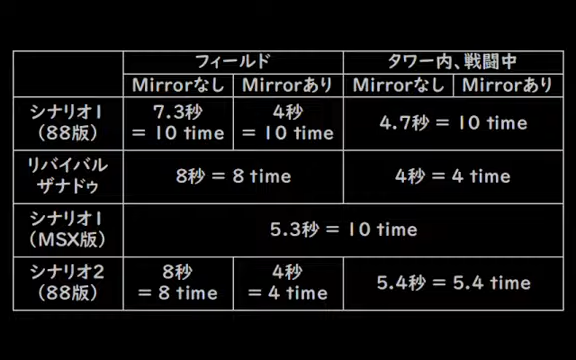 フィールド
タワー内、戦闘中
Mirrorなし
Mirrorあり
Mirrorなし
Mirrorあり
シナリオ1
(88版)
7.3秒
= 10 time
4秒
= 10 time
4.7秒 = 10 time
リバイバル
ザナドゥ
8秒 = 8 time
4秒 = 4 time
シナリオ1
(MSX版)
5.3秒 = 10 time
シナリオ2
(88版)
8秒
= 8 time
4秒
= 4 time
5.4秒 = 5.4 time